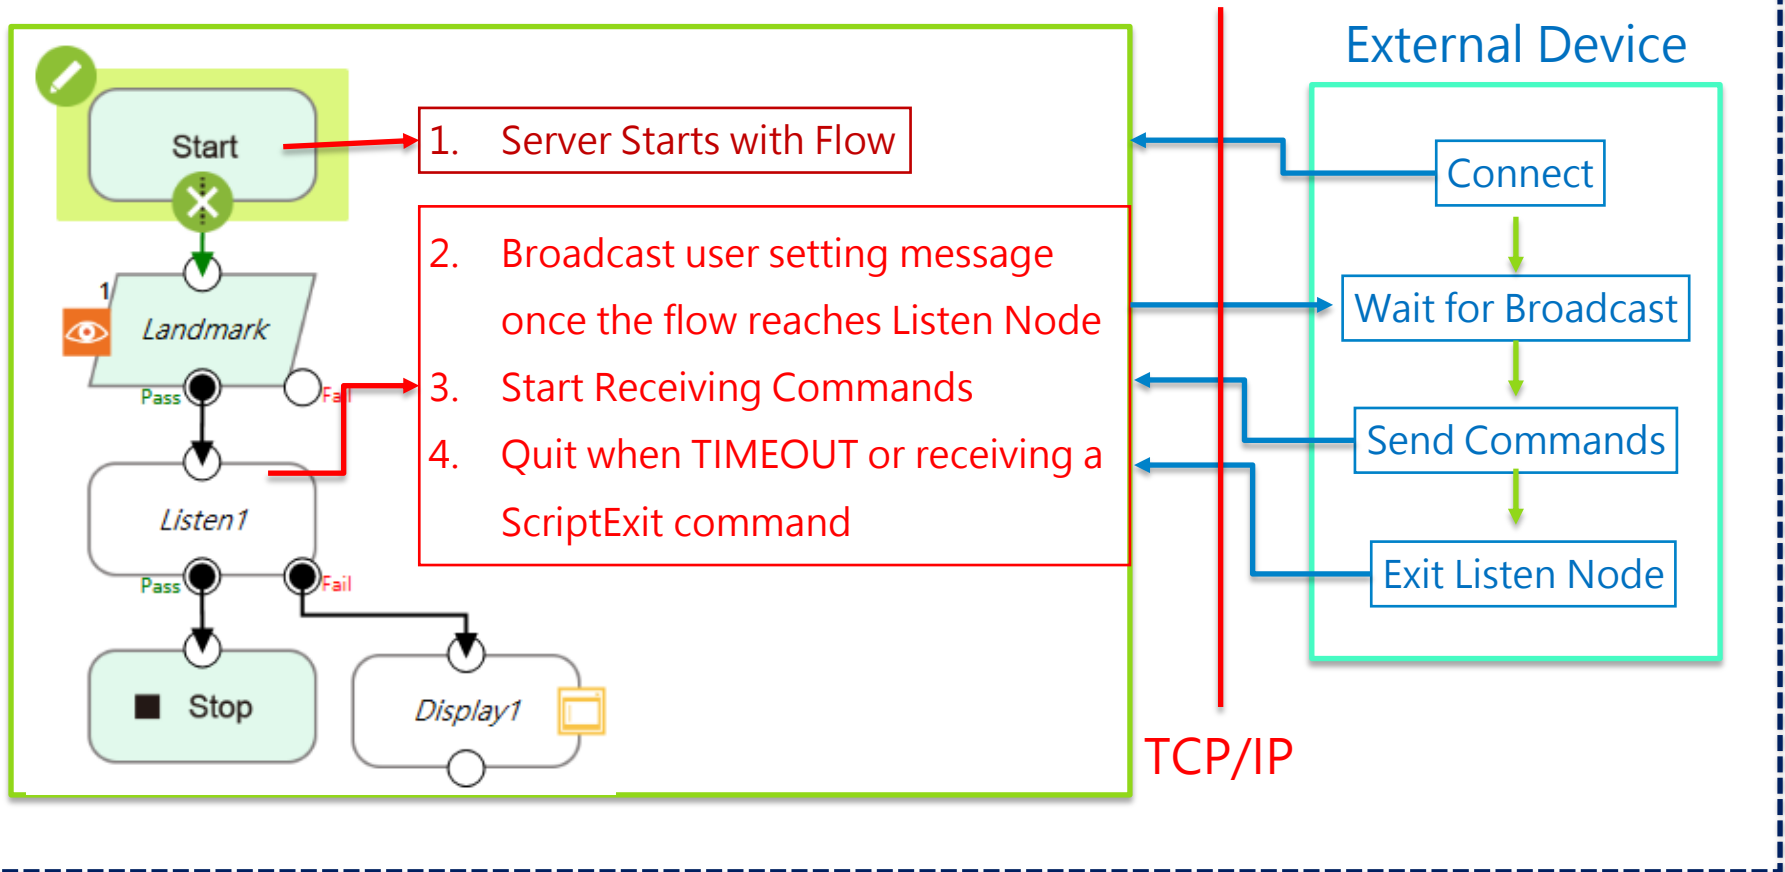 External Device
Start
1. Server Starts with Flow
Connect
2. Broadcast user setting message
once the flow reaches Listen Node
3. Start Receiving Commands
4. Quit when TIMEOUT or receiving a
ScriptExit command
1
Landmark
Pass
Fail
Wait for Broadcast
Send Commands
Exit Listen Node
Listen1
Pass
Fail
Stop
Display1
TCP/IP